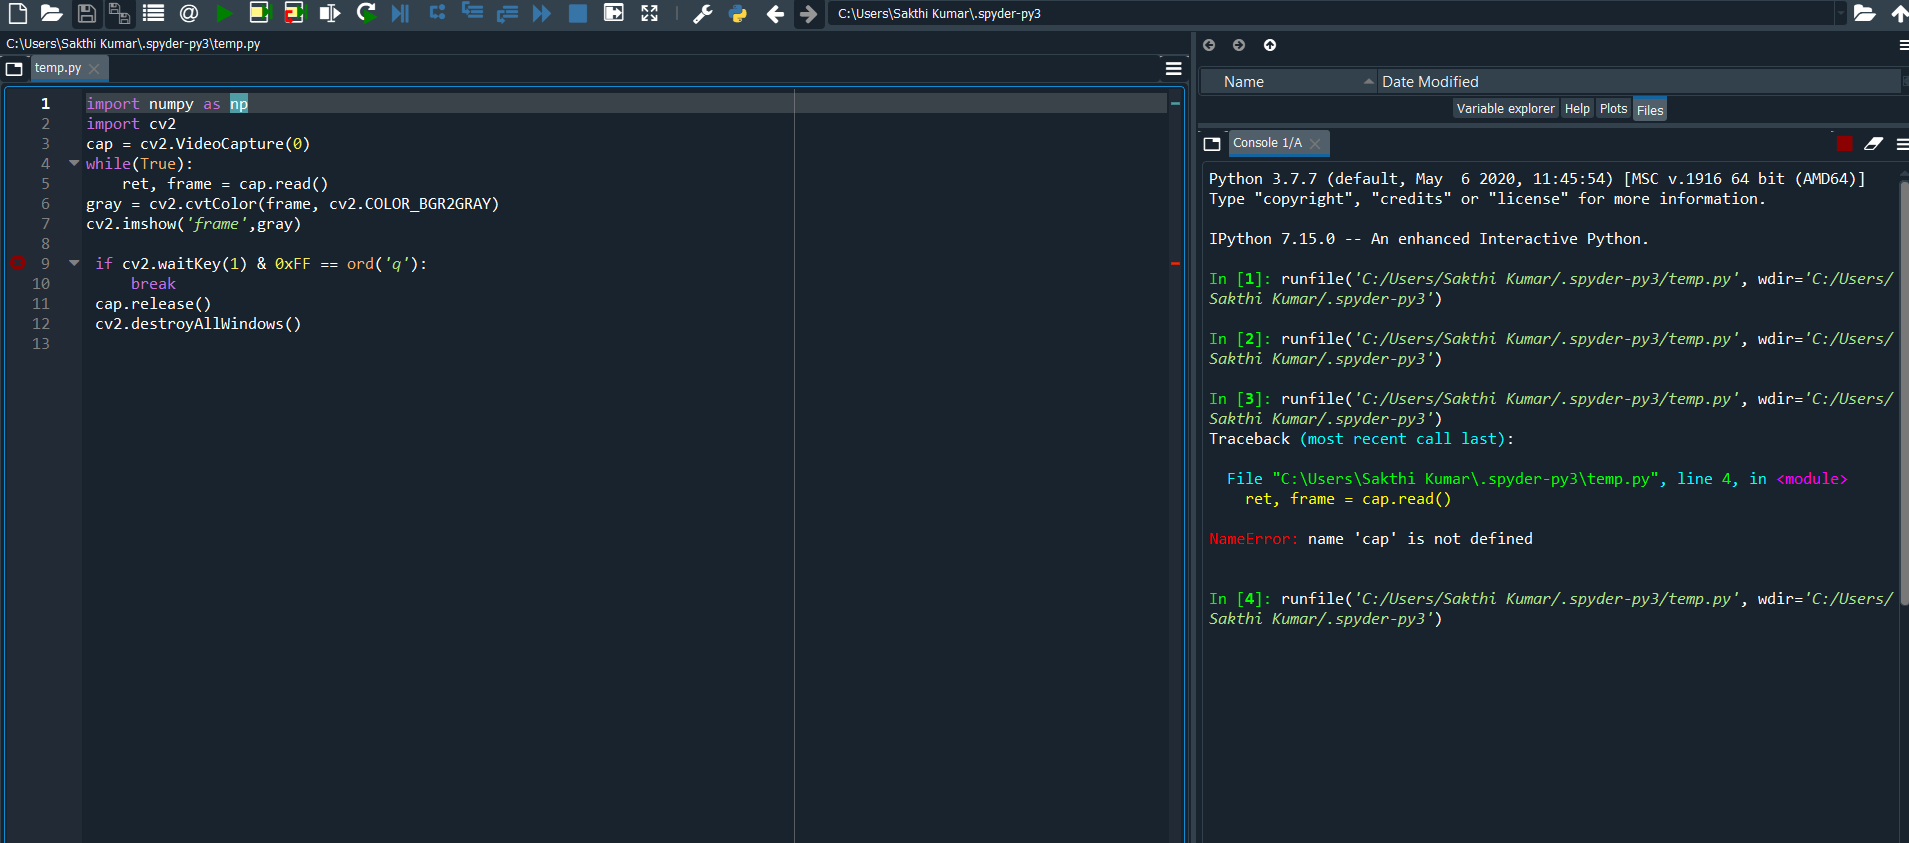 C:\Users\Sakthi Kumar\.spyder-py3
C:\Users\Sakthi Kumar\.spyder-py3\temp.py
temp.py
1 import numpy as np
2 import cv2
3 cap = cv2.VideoCapture(0)
4 while(True):
5     ret, frame = cap.read()
6 gray = cv2.cvtColor(frame, cv2.COLOR_BGR2GRAY)
7 cv2.imshow('frame',gray)
8
9  if cv2.waitKey(1) & 0xFF == ord('q'):
10      break
11  cap.release()
12  cv2.destroyAllWindows()
13
Name Date Modified
Variable explorer Help Plots Files
Console 1/A
Python 3.7.7 (default, May  6 2020, 11:45:54) [MSC v.1916 64 bit (AMD64)]
Type "copyright", "credits" or "license" for more information.
IPython 7.15.0 -- An enhanced Interactive Python.
In [1]: runfile('C:/Users/Sakthi Kumar/.spyder-py3/temp.py', wdir='C:/Users/
Sakthi Kumar/.spyder-py3')
In [2]: runfile('C:/Users/Sakthi Kumar/.spyder-py3/temp.py', wdir='C:/Users/
Sakthi Kumar/.spyder-py3')
In [3]: runfile('C:/Users/Sakthi Kumar/.spyder-py3/temp.py', wdir='C:/Users/
Sakthi Kumar/.spyder-py3')
Traceback (most recent call last):
  File "C:\Users\Sakthi Kumar\.spyder-py3\temp.py", line 4, in <module>
    ret, frame = cap.read()
NameError: name 'cap' is not defined
In [4]: runfile('C:/Users/Sakthi Kumar/.spyder-py3/temp.py', wdir='C:/Users/
Sakthi Kumar/.spyder-py3')